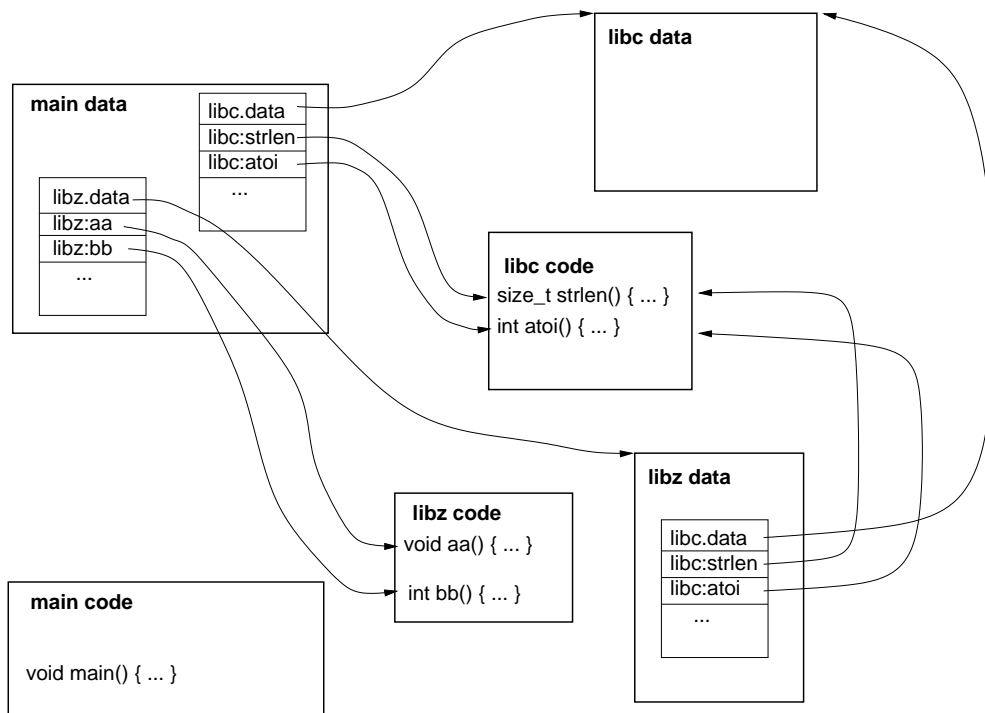 libc data
main data
libc.data
libc:strlen
libc:atoi
...
libz.data
libz:aa
libz:bb
...
libc code
size_t strlen() { ... }
int atoi() { ... }
libz data
libc.data
libc:strlen
libc:atoi
...
libz code
void aa() { ... }
int bb() { ... }
main code
void main() { ... }